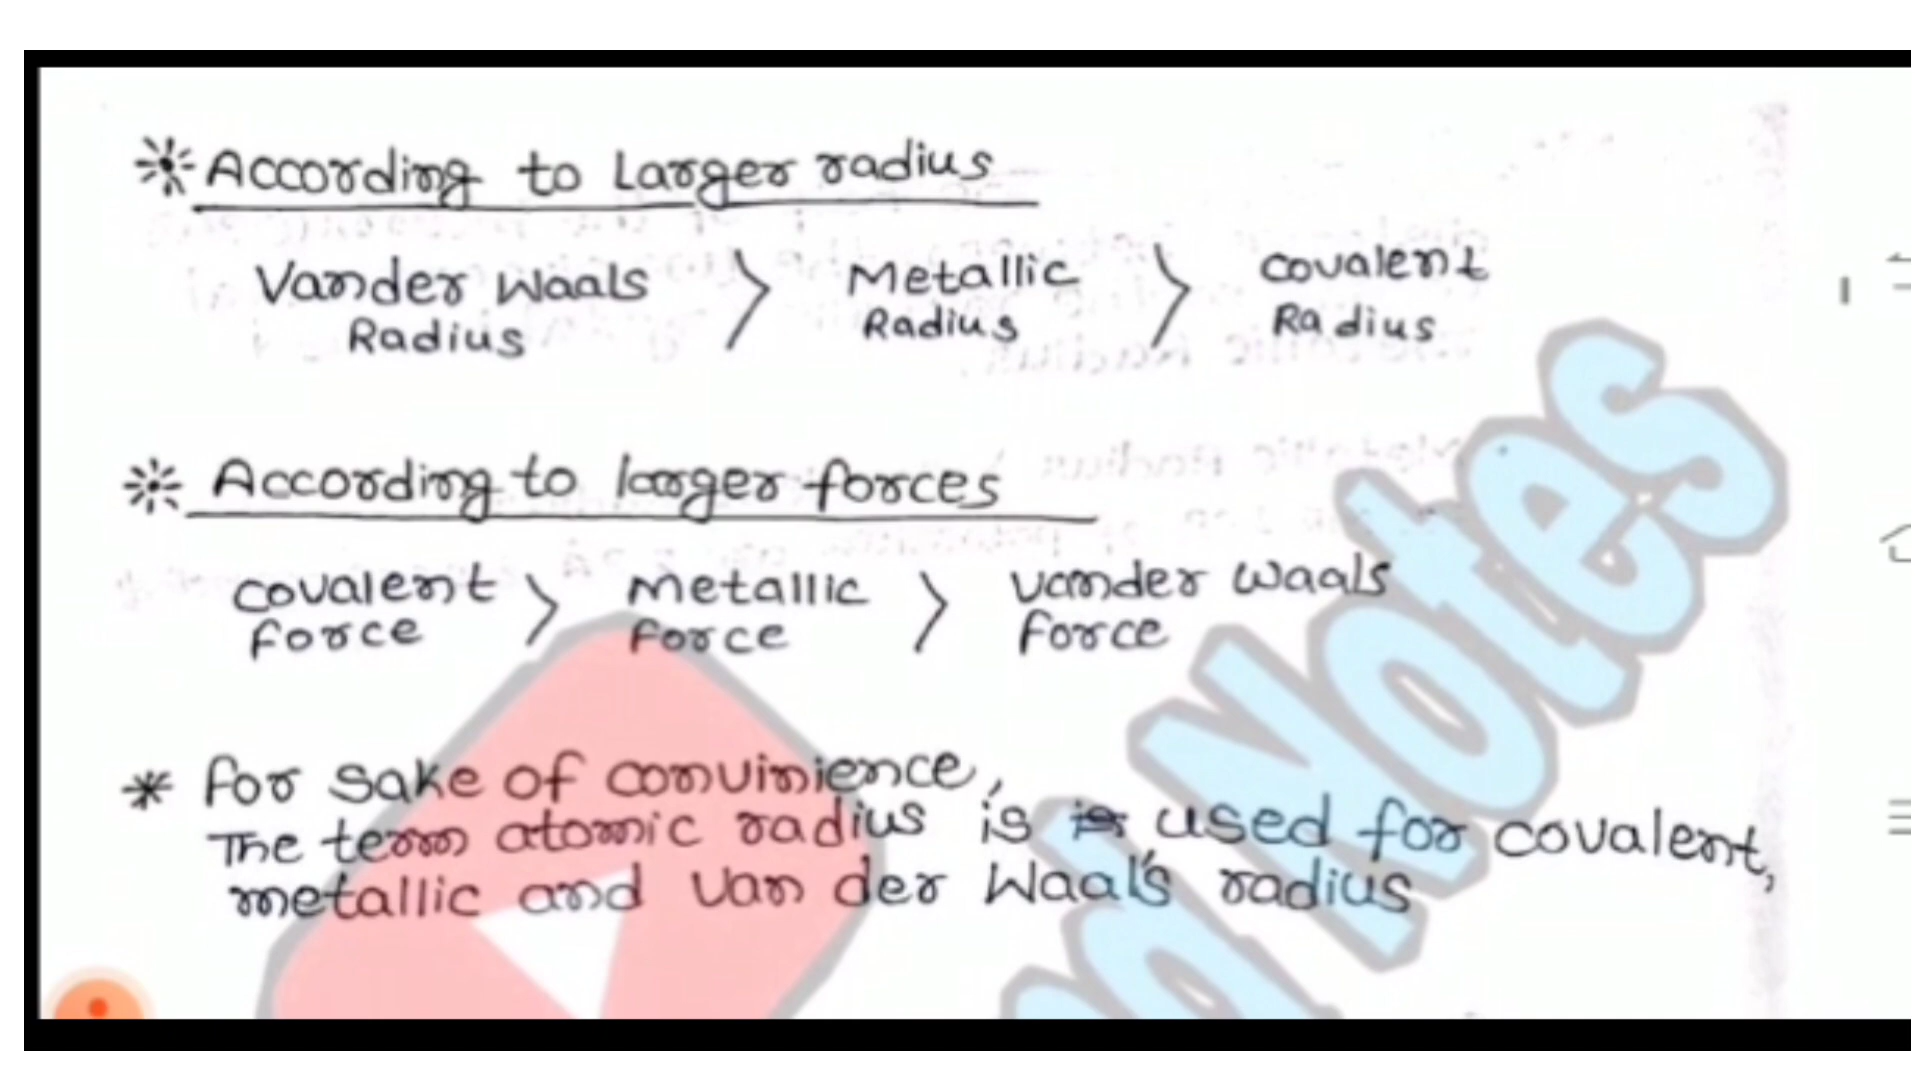 According to Larger radius
Vander Waals > Metallic > Covalent
Radius Radius Radius
According to larger forces
Covalent > Metallic > Vander Waals
Force Force Force
* For sake of convinience,
The term atomic radius is is used for covalent,
metallic and Van der Waal's radius
Notes